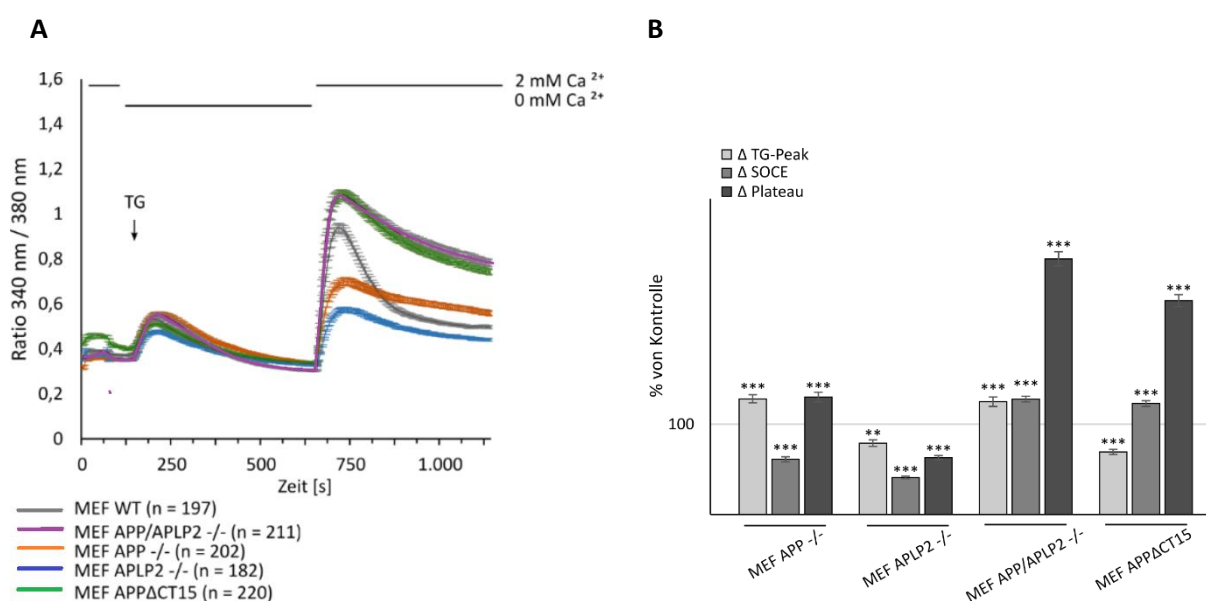 A
1,6
1,4
1,2
1
0,8
0,6
0,4
0,2
0
Ratio 340 nm / 380 nm
2 mM Ca ²⁺
0 mM Ca ²⁺
TG
0 250 500 750 1.000
Zeit [s]
MEF WT (n = 197)
MEF APP/APLP2 -/- (n = 211)
MEF APP -/- (n = 202)
MEF APLP2 -/- (n = 182)
MEF APPΔCT15 (n = 220)
B
Δ TG-Peak
Δ SOCE
Δ Plateau
% von Kontrolle
100
*** *** ***
** *** ***
*** *** ***
*** *** ***
MEF APP -/-
MEF APLP2 -/-
MEF APP/APLP2 -/-
MEF APPΔCT15